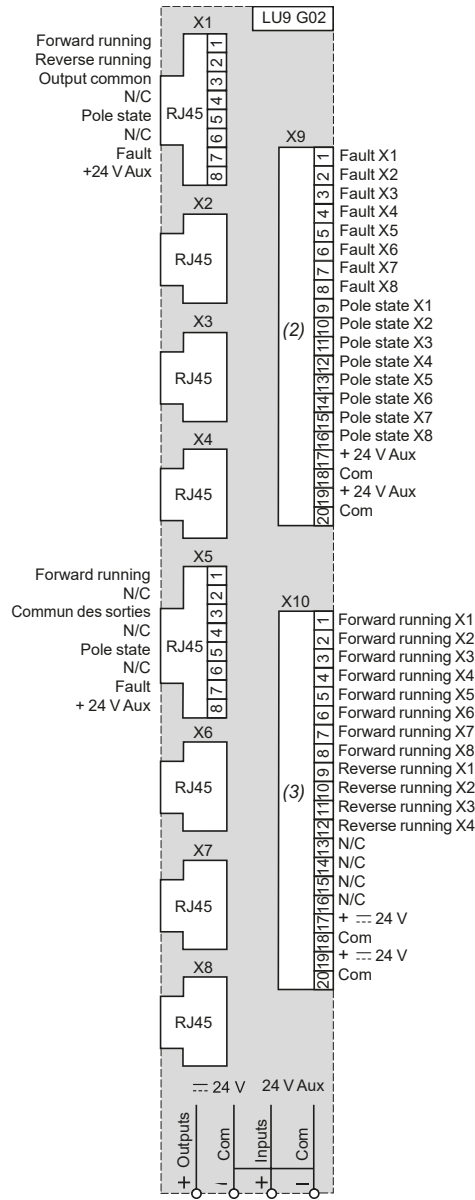 LU9 G02
X1
Forward running
Reverse running
Output common
N/C
Pole state
N/C
Fault
+24 V Aux
RJ45
1
2
3
4
5
6
7
8
X2
RJ45
X3
RJ45
X4
RJ45
X5
Forward running
N/C
Commun des sorties
N/C
Pole state
N/C
Fault
+ 24 V Aux
RJ45
1
2
3
4
5
6
7
8
X6
RJ45
X7
RJ45
X8
RJ45
X9
(2)
1 Fault X1
2 Fault X2
3 Fault X3
4 Fault X4
5 Fault X5
6 Fault X6
7 Fault X7
8 Fault X8
9 Pole state X1
10 Pole state X2
11 Pole state X3
12 Pole state X4
13 Pole state X5
14 Pole state X6
15 Pole state X7
16 Pole state X8
17 + 24 V Aux
18 Com
19 + 24 V Aux
20 Com
X10
(3)
1 Forward running X1
2 Forward running X2
3 Forward running X3
4 Forward running X4
5 Forward running X5
6 Forward running X6
7 Forward running X7
8 Forward running X8
9 Reverse running X1
10 Reverse running X2
11 Reverse running X3
12 Reverse running X4
13 N/C
14 N/C
15 N/C
16 N/C
17 + ⎓ 24 V
18 Com
19 + ⎓ 24 V
20 Com
⎓ 24 V
24 V Aux
+ Outputs
– Com
+ Inputs
– Com